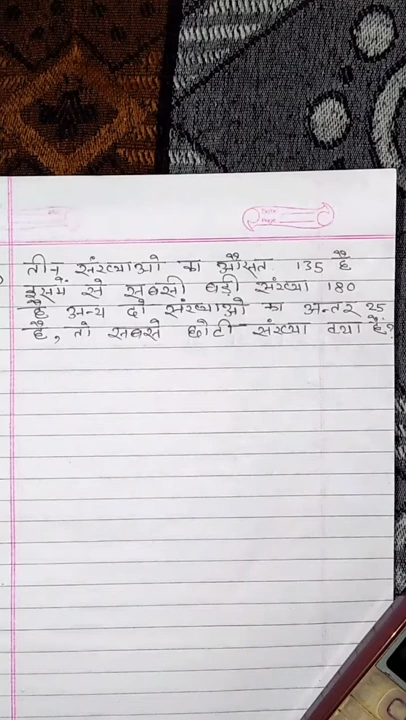 तीन संख्याओ का औसत 135 है
इसमें से सबसी बड़ी संख्या 180
है अन्य दो संख्याओ का अन्तर 25
है, तो सबसे छोटी संख्या क्या है?